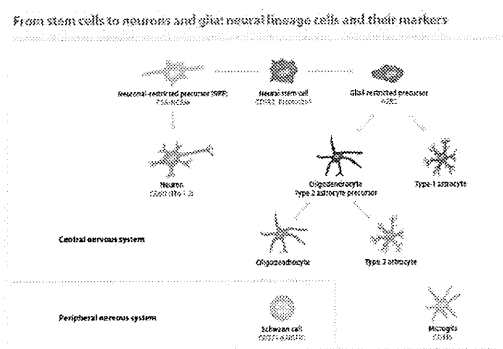 From stem cells to neurons and glia: neural lineage cells and their markers
Neuronal-restricted precursor (NRP)
Neural stem cell
Glial-restricted precursor
Neuron
Oligodendrocyte
Type-2 astrocyte precursor
Type-1 astrocyte
Central nervous system
Oligodendrocyte
Type-2 astrocyte
Peripheral nervous system
Schwann cell
Microglia